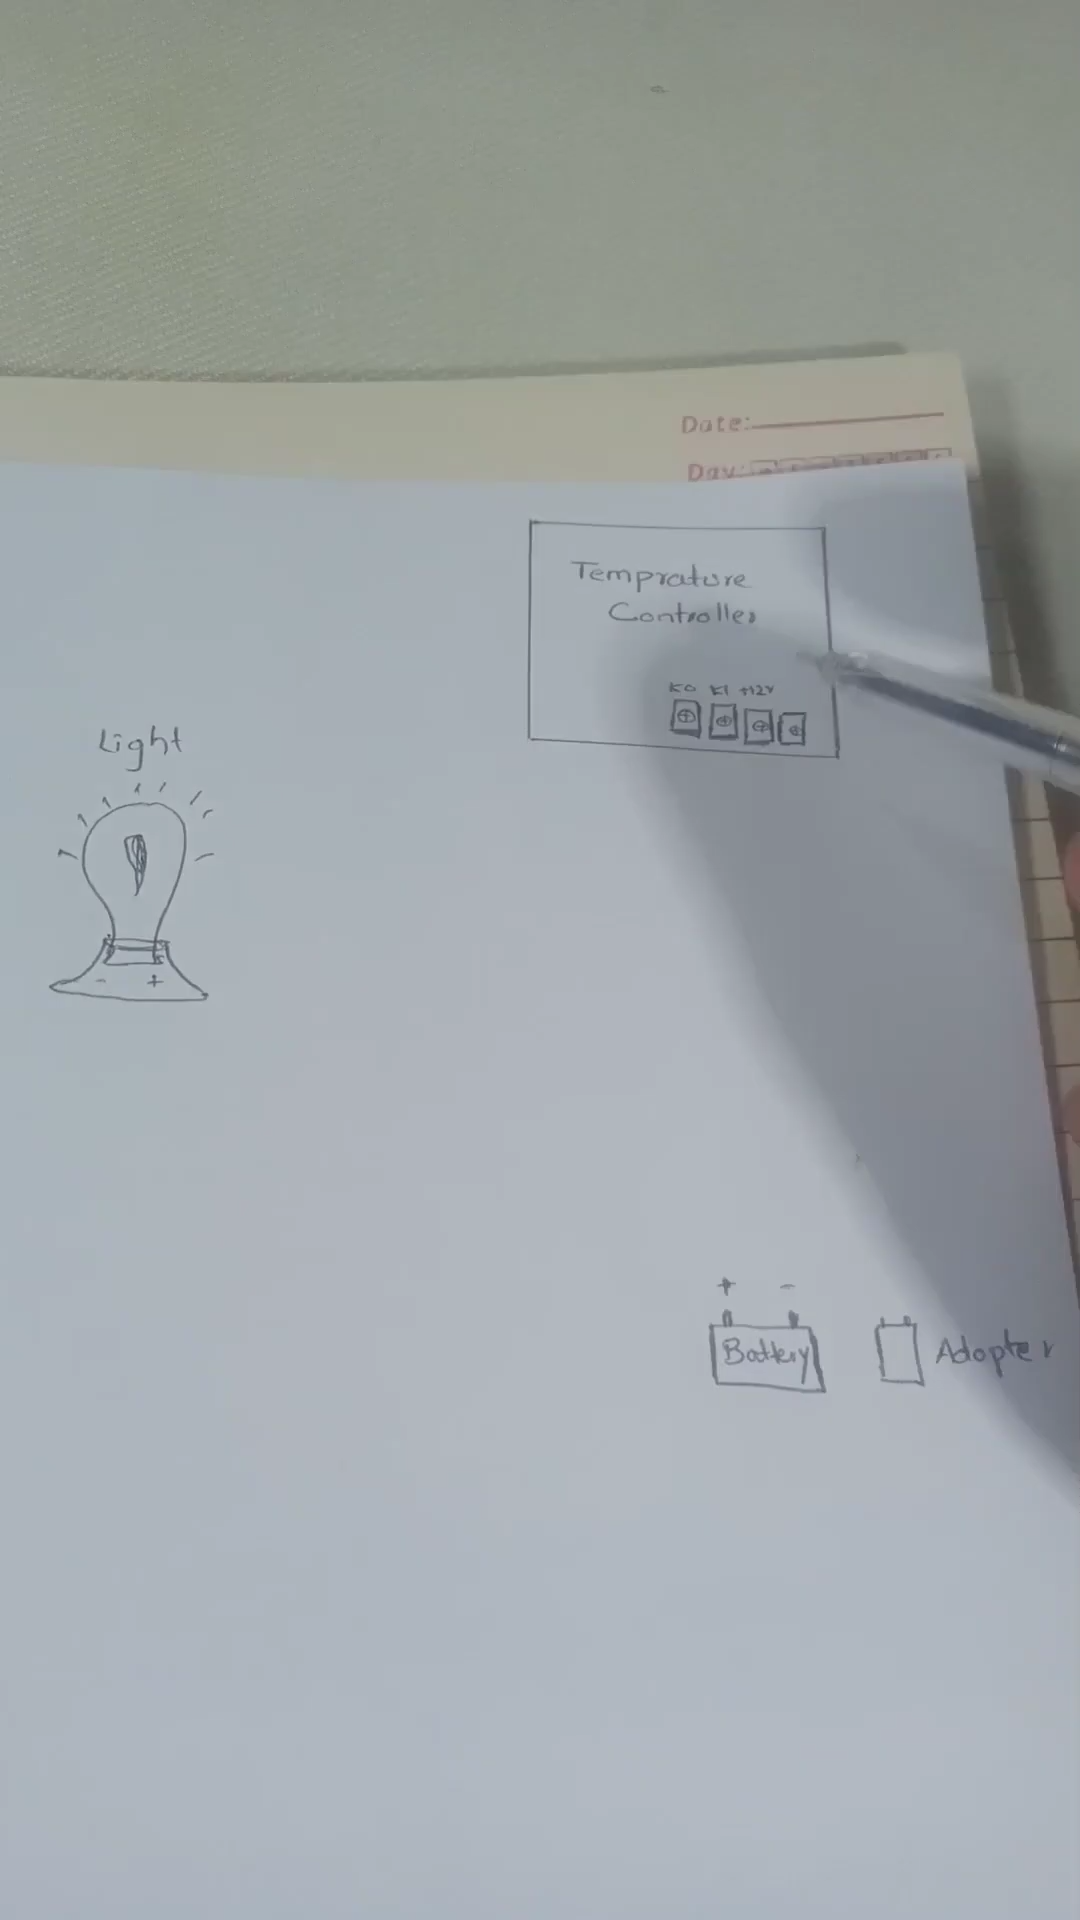 Date:
Day:
Temprature
Controller
K0 K1 +12V
Light
- +
+ -
Battery
Adopter